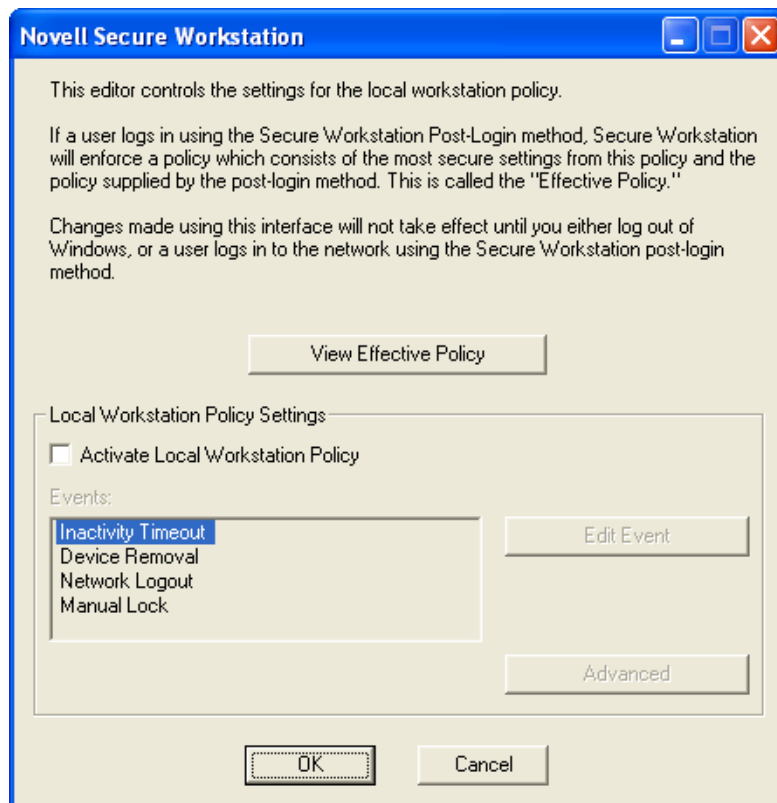 Novell Secure Workstation
This editor controls the settings for the local workstation policy.
If a user logs in using the Secure Workstation Post-Login method, Secure Workstation
will enforce a policy which consists of the most secure settings from this policy and the
policy supplied by the post-login method. This is called the "Effective Policy."
Changes made using this interface will not take effect until you either log out of
Windows, or a user logs in to the network using the Secure Workstation post-login
method.
View Effective Policy
Local Workstation Policy Settings
Activate Local Workstation Policy
Events:
Inactivity Timeout
Device Removal
Network Logout
Manual Lock
Edit Event
Advanced
OK
Cancel